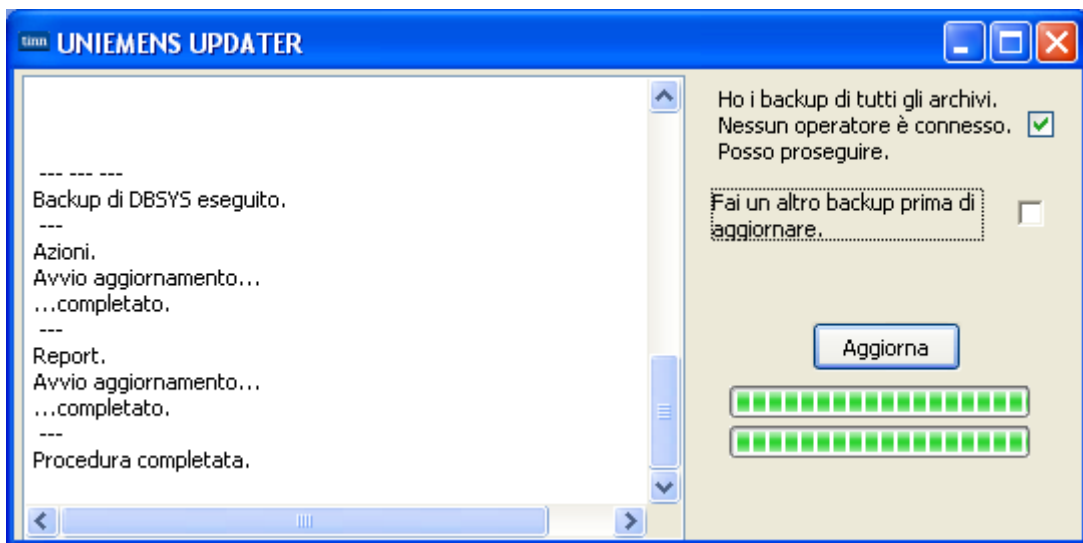 tinn UNIEMENS UPDATER
--- --- ---
Backup di DBSYS eseguito.
---
Azioni.
Avvio aggiornamento...
...completato.
---
Report.
Avvio aggiornamento...
...completato.
---
Procedura completata.
Ho i backup di tutti gli archivi.
Nessun operatore è connesso.
Posso proseguire.
Fai un altro backup prima di
aggiornare.
Aggiorna